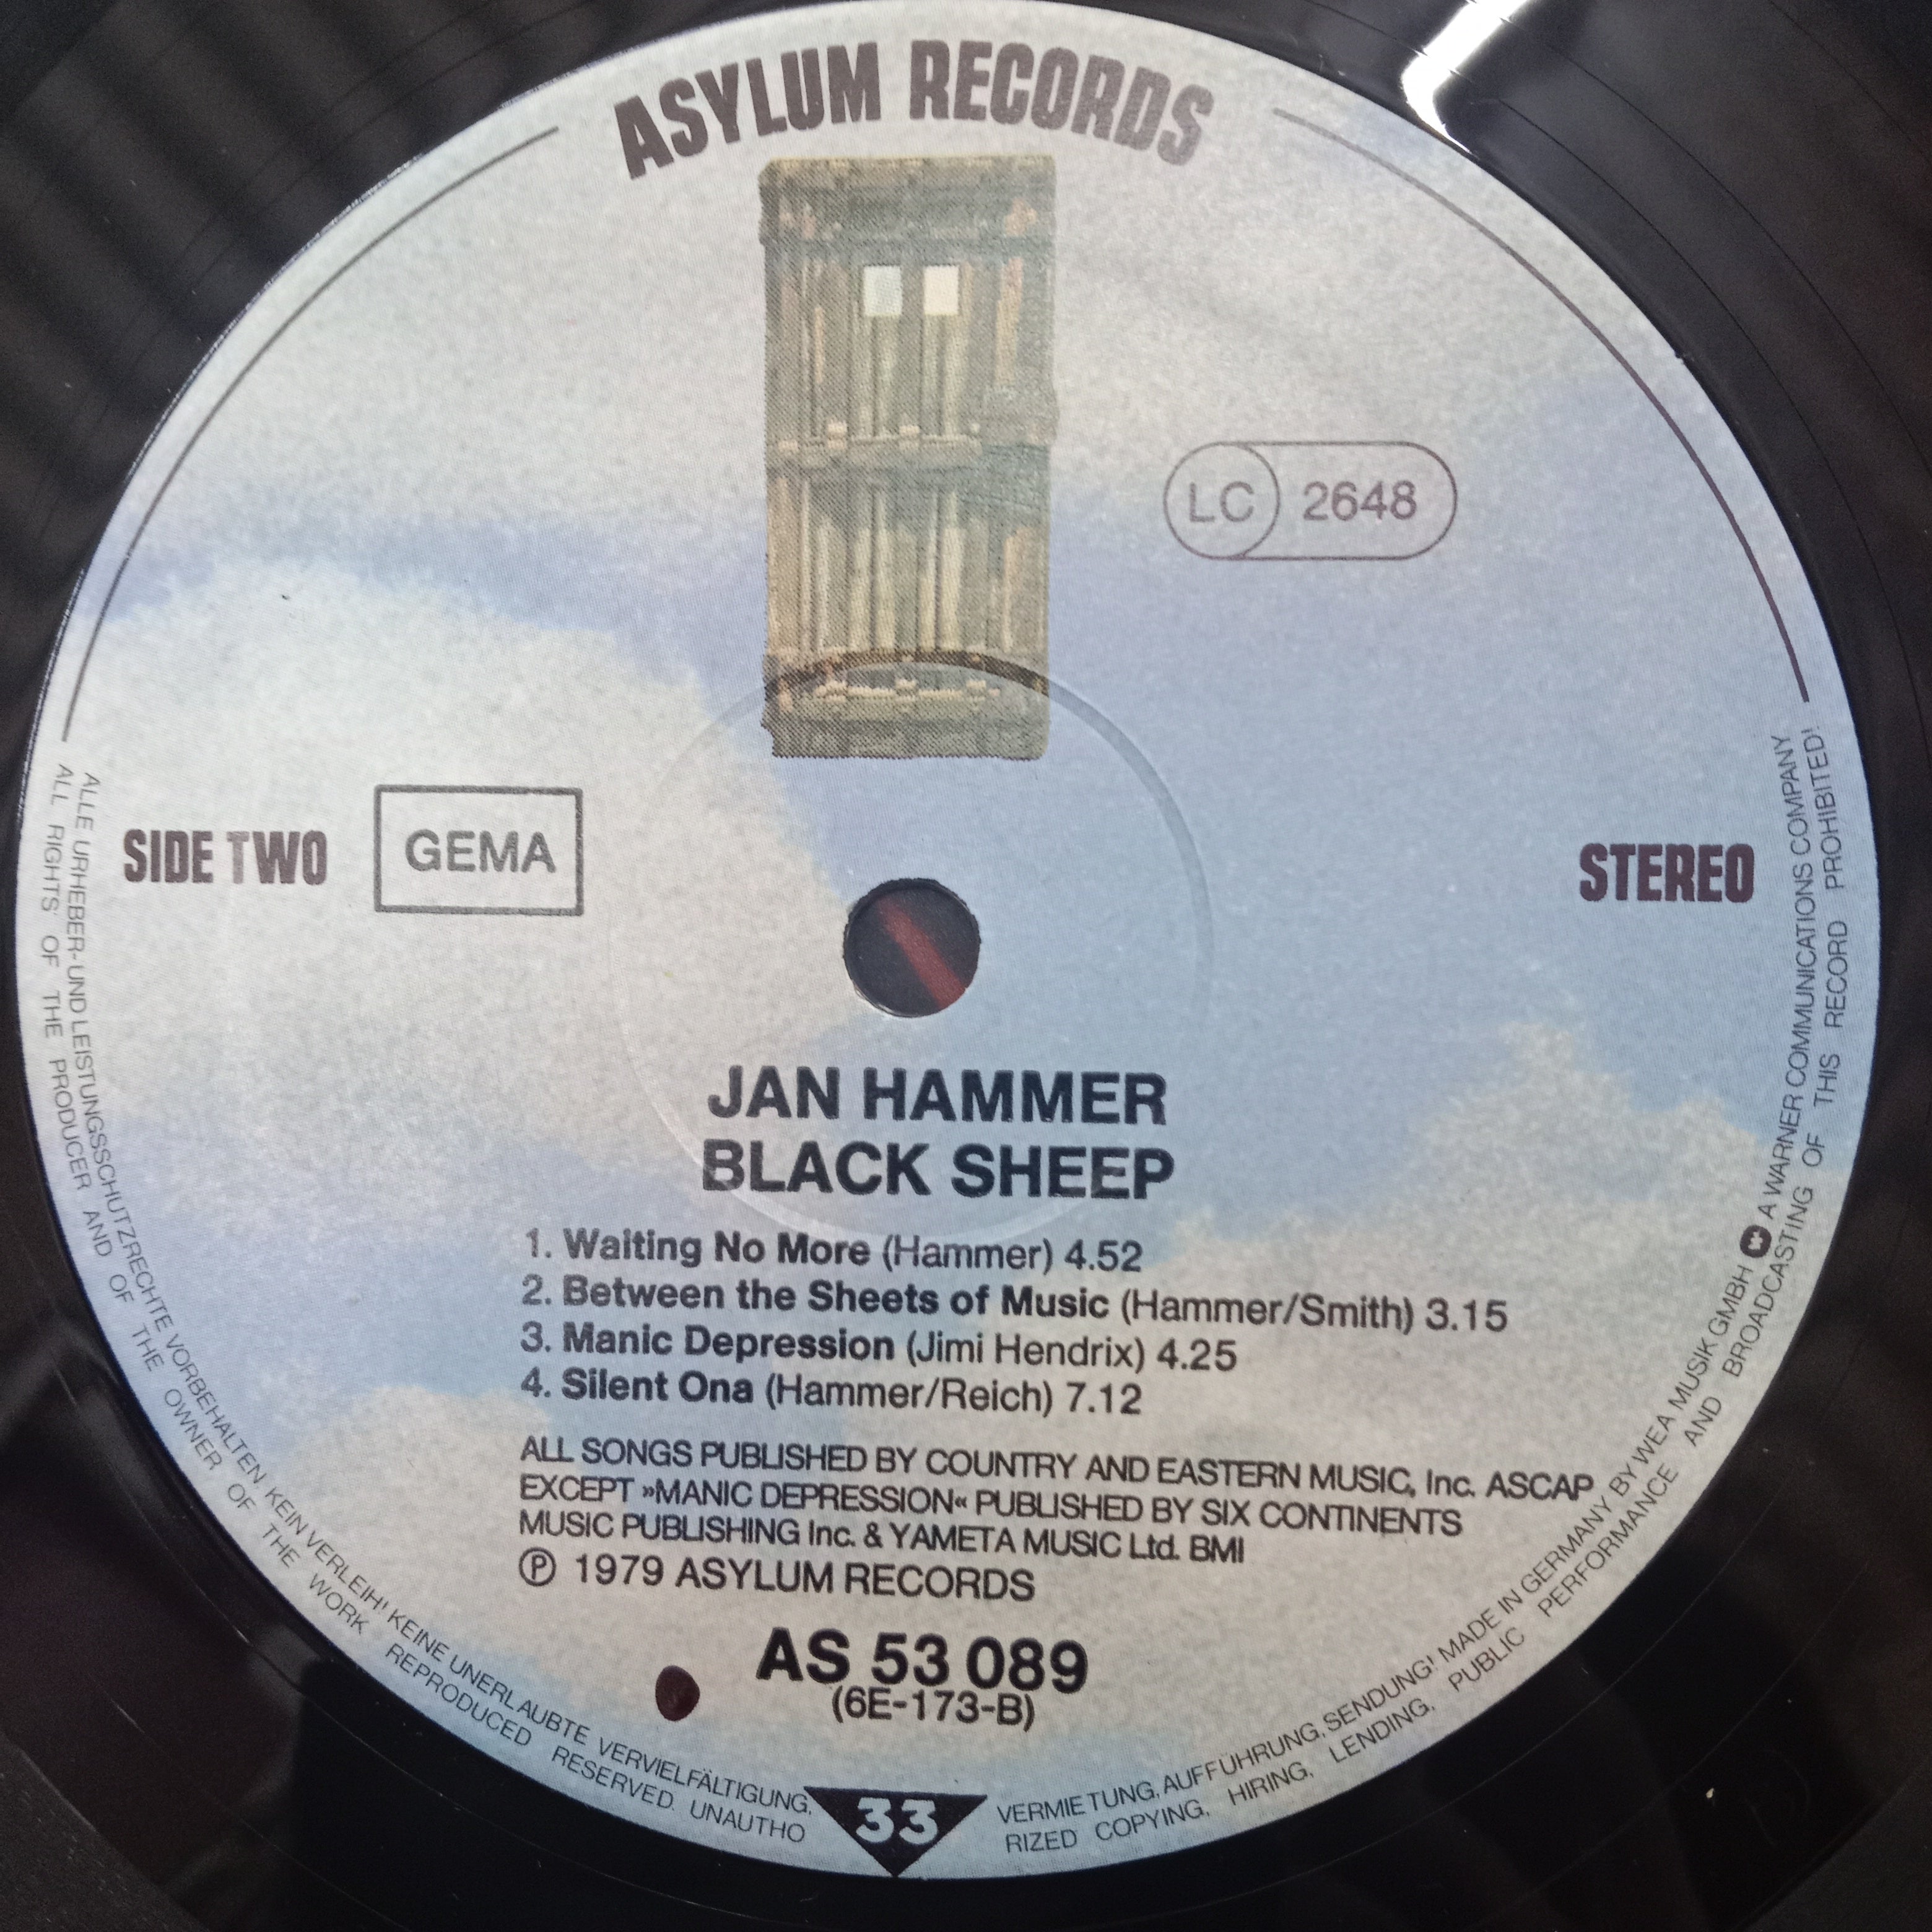 ASYLUM RECORDS
LC 2648
SIDE TWO
GEMA
STEREO
JAN HAMMER
BLACK SHEEP
1. Waiting No More (Hammer) 4.52
2. Between the Sheets of Music (Hammer/Smith) 3.15
3. Manic Depression (Jimi Hendrix) 4.25
4. Silent Ona (Hammer/Reich) 7.12
ALL SONGS PUBLISHED BY COUNTRY AND EASTERN MUSIC, Inc. ASCAP
EXCEPT »MANIC DEPRESSION« PUBLISHED BY SIX CONTINENTS
MUSIC PUBLISHING Inc. & YAMETA MUSIC Ltd. BMI
Ⓟ 1979 ASYLUM RECORDS
AS 53 089
(6E-173-B)
33
ALLE URHEBER- UND LEISTUNGSSCHUTZRECHTE VORBEHALTEN. KEIN VERLEIH! KEINE UNERLAUBTE VERVIELFÄLTIGUNG, VERMIETUNG, AUFFÜHRUNG, SENDUNG! MADE IN GERMANY BY WEA MUSIK GMBH A WARNER COMMUNICATIONS COMPANY
ALL RIGHTS OF THE PRODUCER AND OF THE OWNER OF THE WORK REPRODUCED RESERVED. UNAUTHORIZED COPYING, HIRING, LENDING, PUBLIC PERFORMANCE AND BROADCASTING OF THIS RECORD PROHIBITED!